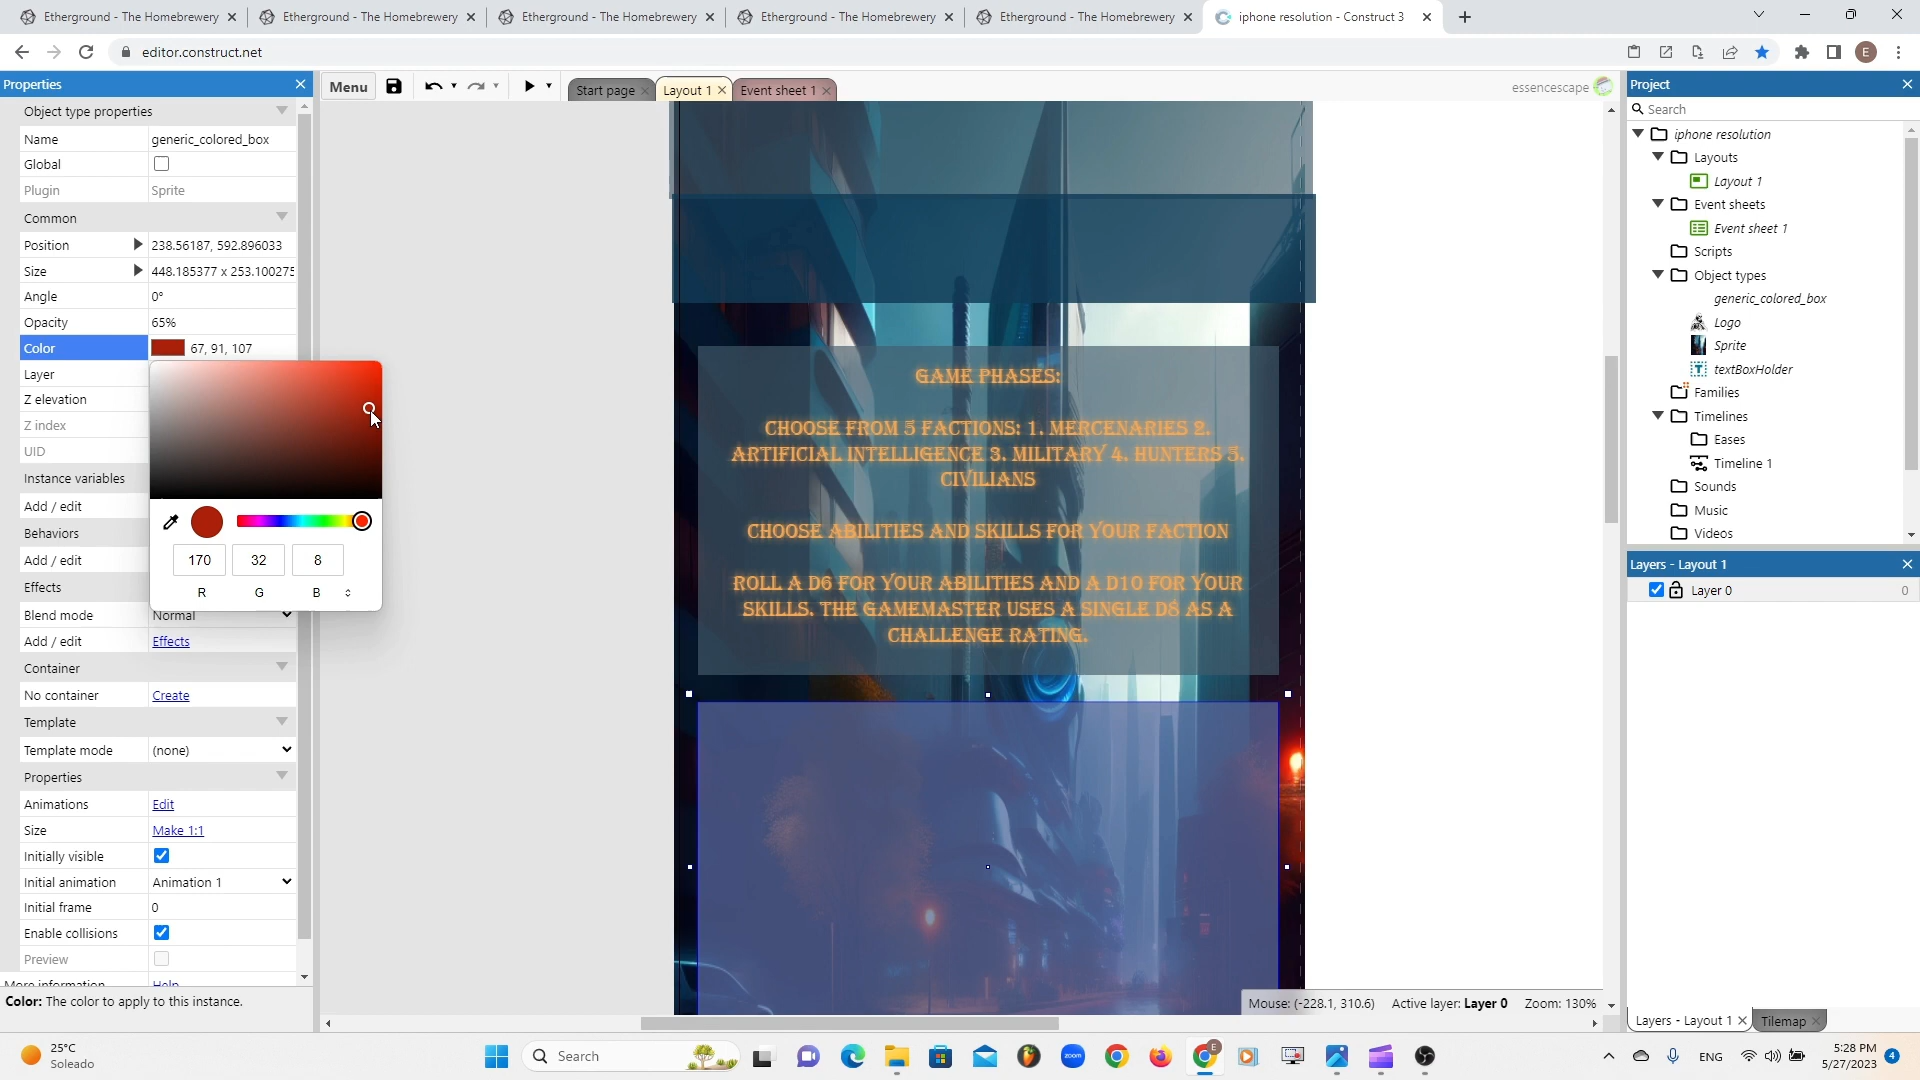 Etherground - The Homebrewery
Etherground - The Homebrewery
Etherground - The Homebrewery
Etherground - The Homebrewery
Etherground - The Homebrewery
iphone resolution - Construct 3
editor.construct.net
E
Properties
Menu
Start page
Layout 1
Event sheet 1
essencescape
Project
Object type properties
Name generic_colored_box
Global
Plugin Sprite
Common
Position 238.56187, 592.896033
Size 448.185377 x 253.100275
Angle 0°
Opacity 65%
Color 67, 91, 107
Layer
Z elevation
Z index
UID
Instance variables
Add / edit
Behaviors
Add / edit
Effects
Blend mode Normal
Add / edit Effects
Container
No container Create
Template
Template mode (none)
Properties
Animations Edit
Size Make 1:1
Initially visible
Initial animation Animation 1
Initial frame 0
Enable collisions
Preview
More information Help
Color: The color to apply to this instance.
170 32 8
R G B
GAME PHASES:
CHOOSE FROM 5 FACTIONS: 1. MERCENARIES 2.
ARTIFICIAL INTELLIGENCE 3. MILITARY 4. HUNTERS 5.
CIVILIANS
CHOOSE ABILITIES AND SKILLS FOR YOUR FACTION
ROLL A D6 FOR YOUR ABILITIES AND A D10 FOR YOUR
SKILLS. THE GAMEMASTER USES A SINGLE D8 AS A
CHALLENGE RATING.
Mouse: (-228.1, 310.6) Active layer: Layer 0 Zoom: 130%
Search
iphone resolution
Layouts
Layout 1
Event sheets
Event sheet 1
Scripts
Object types
generic_colored_box
Logo
Sprite
textBoxHolder
Families
Timelines
Eases
Timeline 1
Sounds
Music
Videos
Layers - Layout 1
Layer 0 0
Layers - Layout 1
Tilemap
25°C
Soleado
Search
zoom
E
ENG
5:28 PM
5/27/2023
4